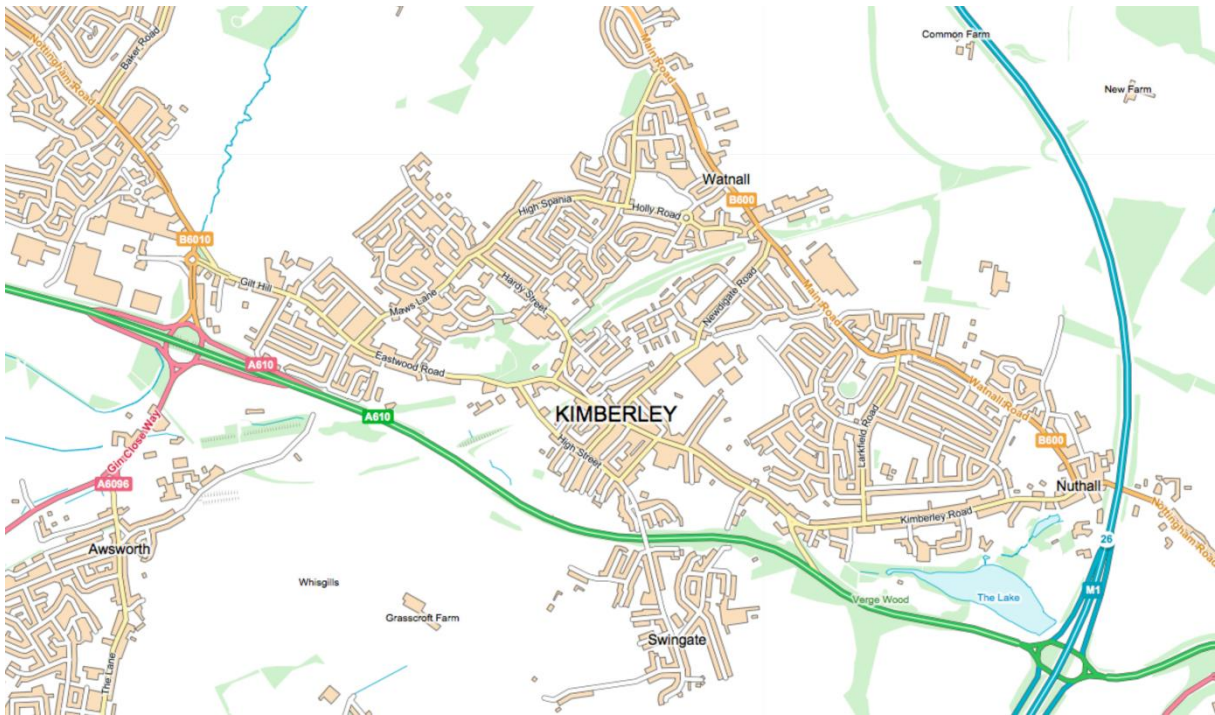 Common Farm
Baker Road
Nottingham Road
Main Road
New Farm
Watnall
B600
High Spania
Holly Road
B6010
Gilt Hill
Hardy Street
Newdigate Road
Maws Lane
Main Road
Eastwood Road
A610
A610
KIMBERLEY
Watnall Road
Larkfield Road
Gin Close Way
High Street
B600
A6096
Nuthall
Kimberley Road
Nottingham Road
Awsworth
26
Whisgills
M1
Verge Wood
The Lake
Grasscroft Farm
Swingate
The Lane